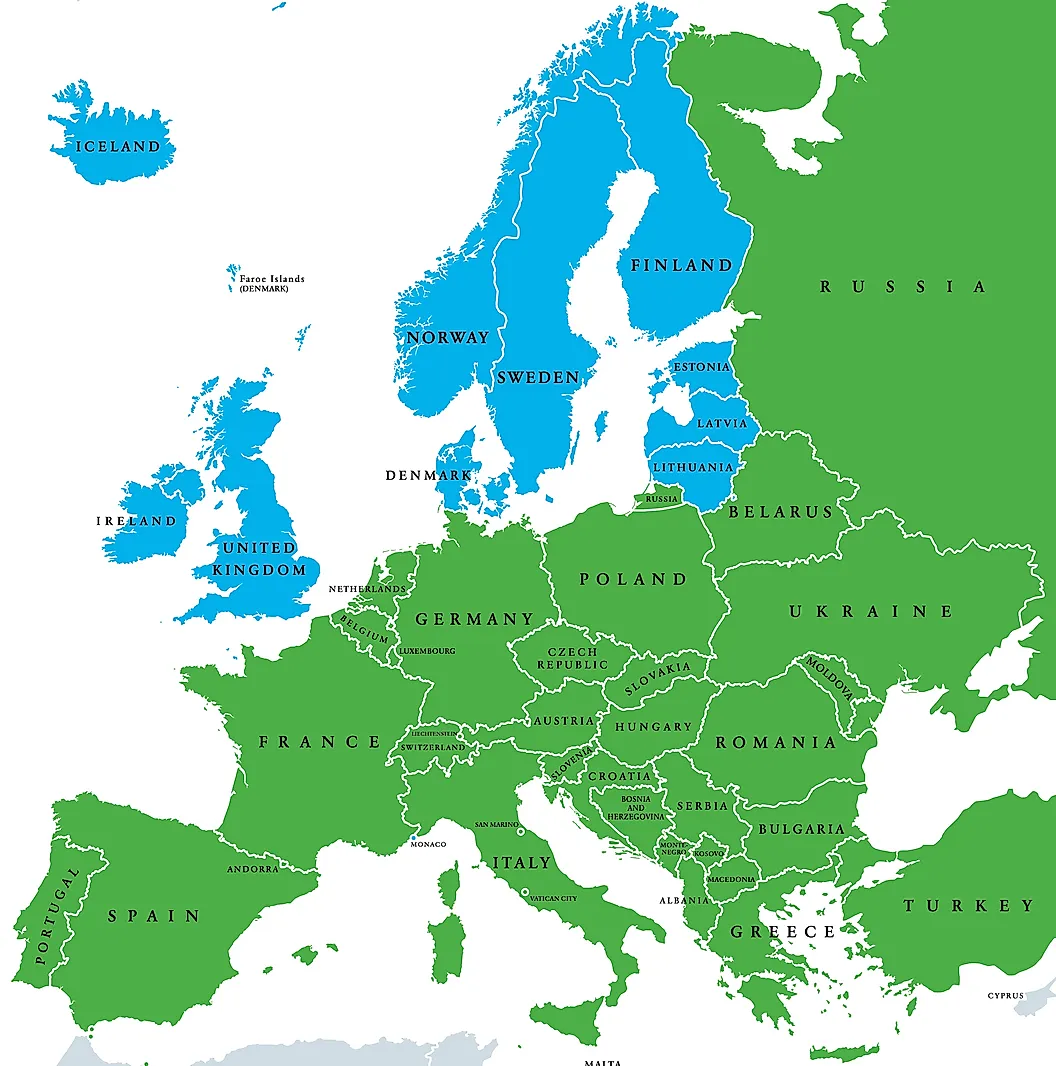 ICELAND
Faroe Islands
(DENMARK)
FINLAND
RUSSIA
NORWAY
SWEDEN
ESTONIA
LATVIA
LITHUANIA
DENMARK
RUSSIA
BELARUS
IRELAND
UNITED
KINGDOM
NETHERLANDS
POLAND
GERMANY
UKRAINE
BELGIUM
LUXEMBOURG
CZECH
REPUBLIC
SLOVAKIA
MOLDOVA
FRANCE
LIECHTENSTEIN
SWITZERLAND
AUSTRIA
HUNGARY
ROMANIA
SLOVENIA
CROATIA
BOSNIA
AND
HERZEGOVINA
SERBIA
SAN MARINO
BULGARIA
MONACO
MONTE-
NEGRO
KOSOVO
ANDORRA
ITALY
MACEDONIA
VATICAN CITY
ALBANIA
PORTUGAL
SPAIN
GREECE
TURKEY
CYPRUS
MALTA